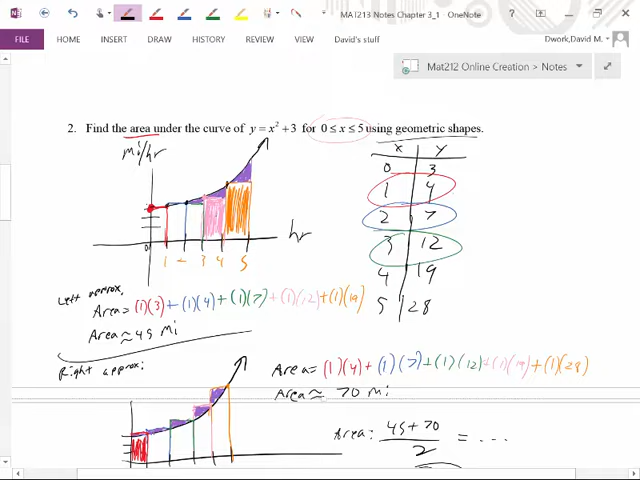 MAT213 Notes Chapter 3_1 - OneNote
FILE HOME INSERT DRAW HISTORY REVIEW VIEW David's stuff Dwork,David M.
Mat212 Online Creation > Notes
2. Find the area under the curve of y = x² + 3 for 0 ≤ x ≤ 5 using geometric shapes.
mi/hr
x y
0 3
1 4
2 7
3 12
4 19
5 28
0 1 2 3 4 5 hr
Left approx.
Area = (1)(3) + (1)(4) + (1)(7) + (1)(12) + (1)(19)
Area ≈ 45 mi
Right approx:
Area = (1)(4) + (1)(7) + (1)(12) + (1)(19) + (1)(28)
Area ≈ 70 mi
Area: 45 + 70 / 2 = ...